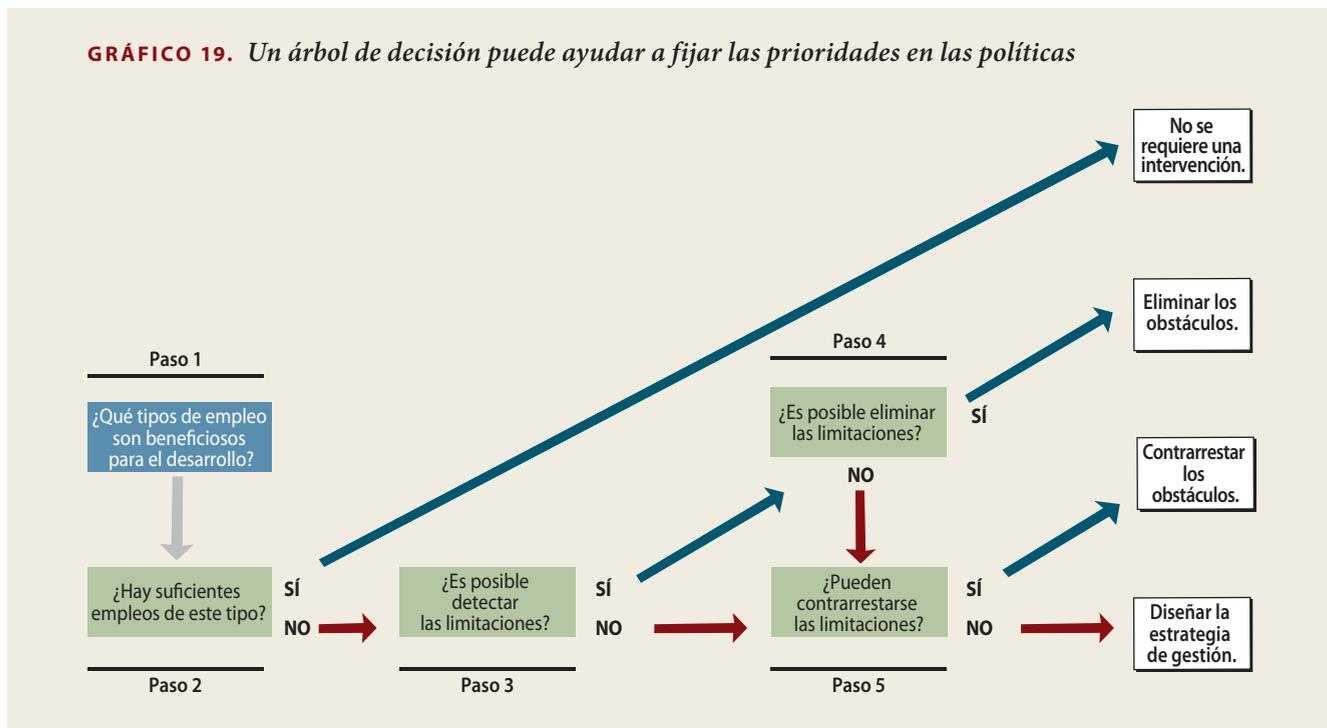 GRÁFICO 19. Un árbol de decisión puede ayudar a fijar las prioridades en las políticas
No se
requiere una
intervención.
Eliminar los
obstáculos.
Paso 4
Paso 1
¿Qué tipos de empleo
son beneficiosos
para el desarrollo?
¿Es posible eliminar
las limitaciones?
SÍ
NO
Contrarrestar
los
obstáculos.
¿Hay suficientes
empleos de este tipo?
SÍ
NO
¿Es posible
detectar
las limitaciones?
SÍ
NO
¿Pueden
contrarrestarse
las limitaciones?
SÍ
NO
Diseñar la
estrategia
de gestión.
Paso 2
Paso 3
Paso 5